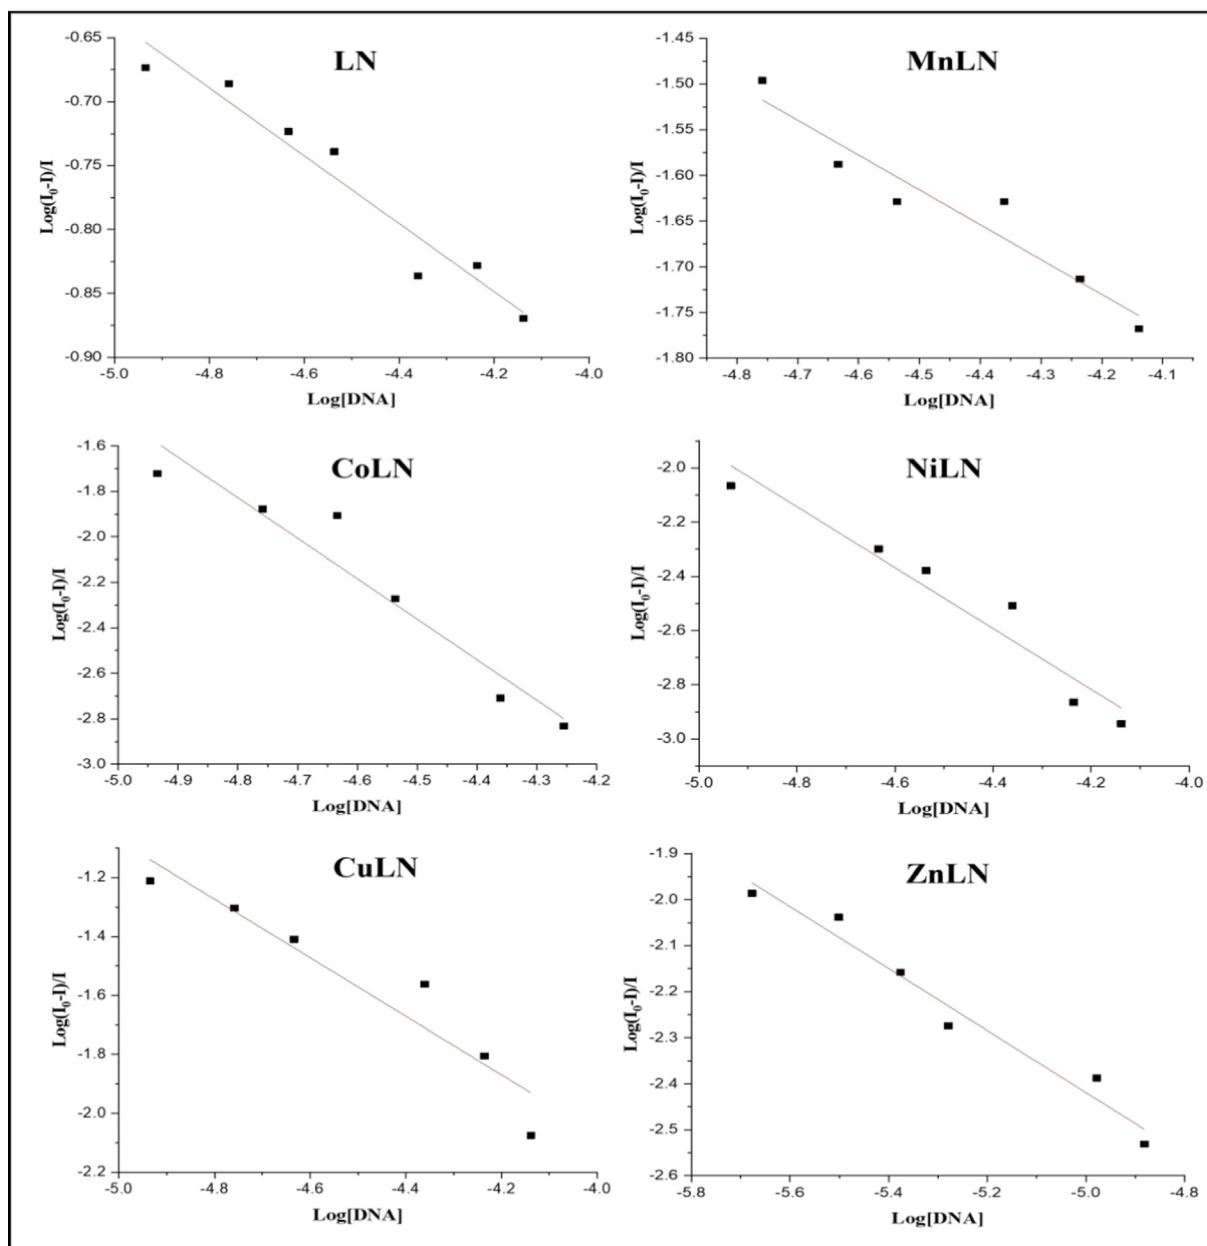 LN
Log(I₀-I)/I
-0.65
-0.70
-0.75
-0.80
-0.85
-0.90
-5.0 -4.8 -4.6 -4.4 -4.2 -4.0
Log[DNA]
MnLN
Log(I₀-I)/I
-1.45
-1.50
-1.55
-1.60
-1.65
-1.70
-1.75
-1.80
-4.8 -4.7 -4.6 -4.5 -4.4 -4.3 -4.2 -4.1
Log[DNA]
CoLN
Log(I₀-I)/I
-1.6
-1.8
-2.0
-2.2
-2.4
-2.6
-2.8
-3.0
-5.0 -4.9 -4.8 -4.7 -4.6 -4.5 -4.4 -4.3 -4.2
Log[DNA]
NiLN
Log(I₀-I)/I
-2.0
-2.2
-2.4
-2.6
-2.8
-3.0
-5.0 -4.8 -4.6 -4.4 -4.2 -4.0
Log[DNA]
CuLN
Log(I₀-I)/I
-1.2
-1.4
-1.6
-1.8
-2.0
-2.2
-5.0 -4.8 -4.6 -4.4 -4.2 -4.0
Log[DNA]
ZnLN
Log(I₀-I)/I
-1.9
-2.0
-2.1
-2.2
-2.3
-2.4
-2.5
-2.6
-5.8 -5.6 -5.4 -5.2 -5.0 -4.8
Log[DNA]